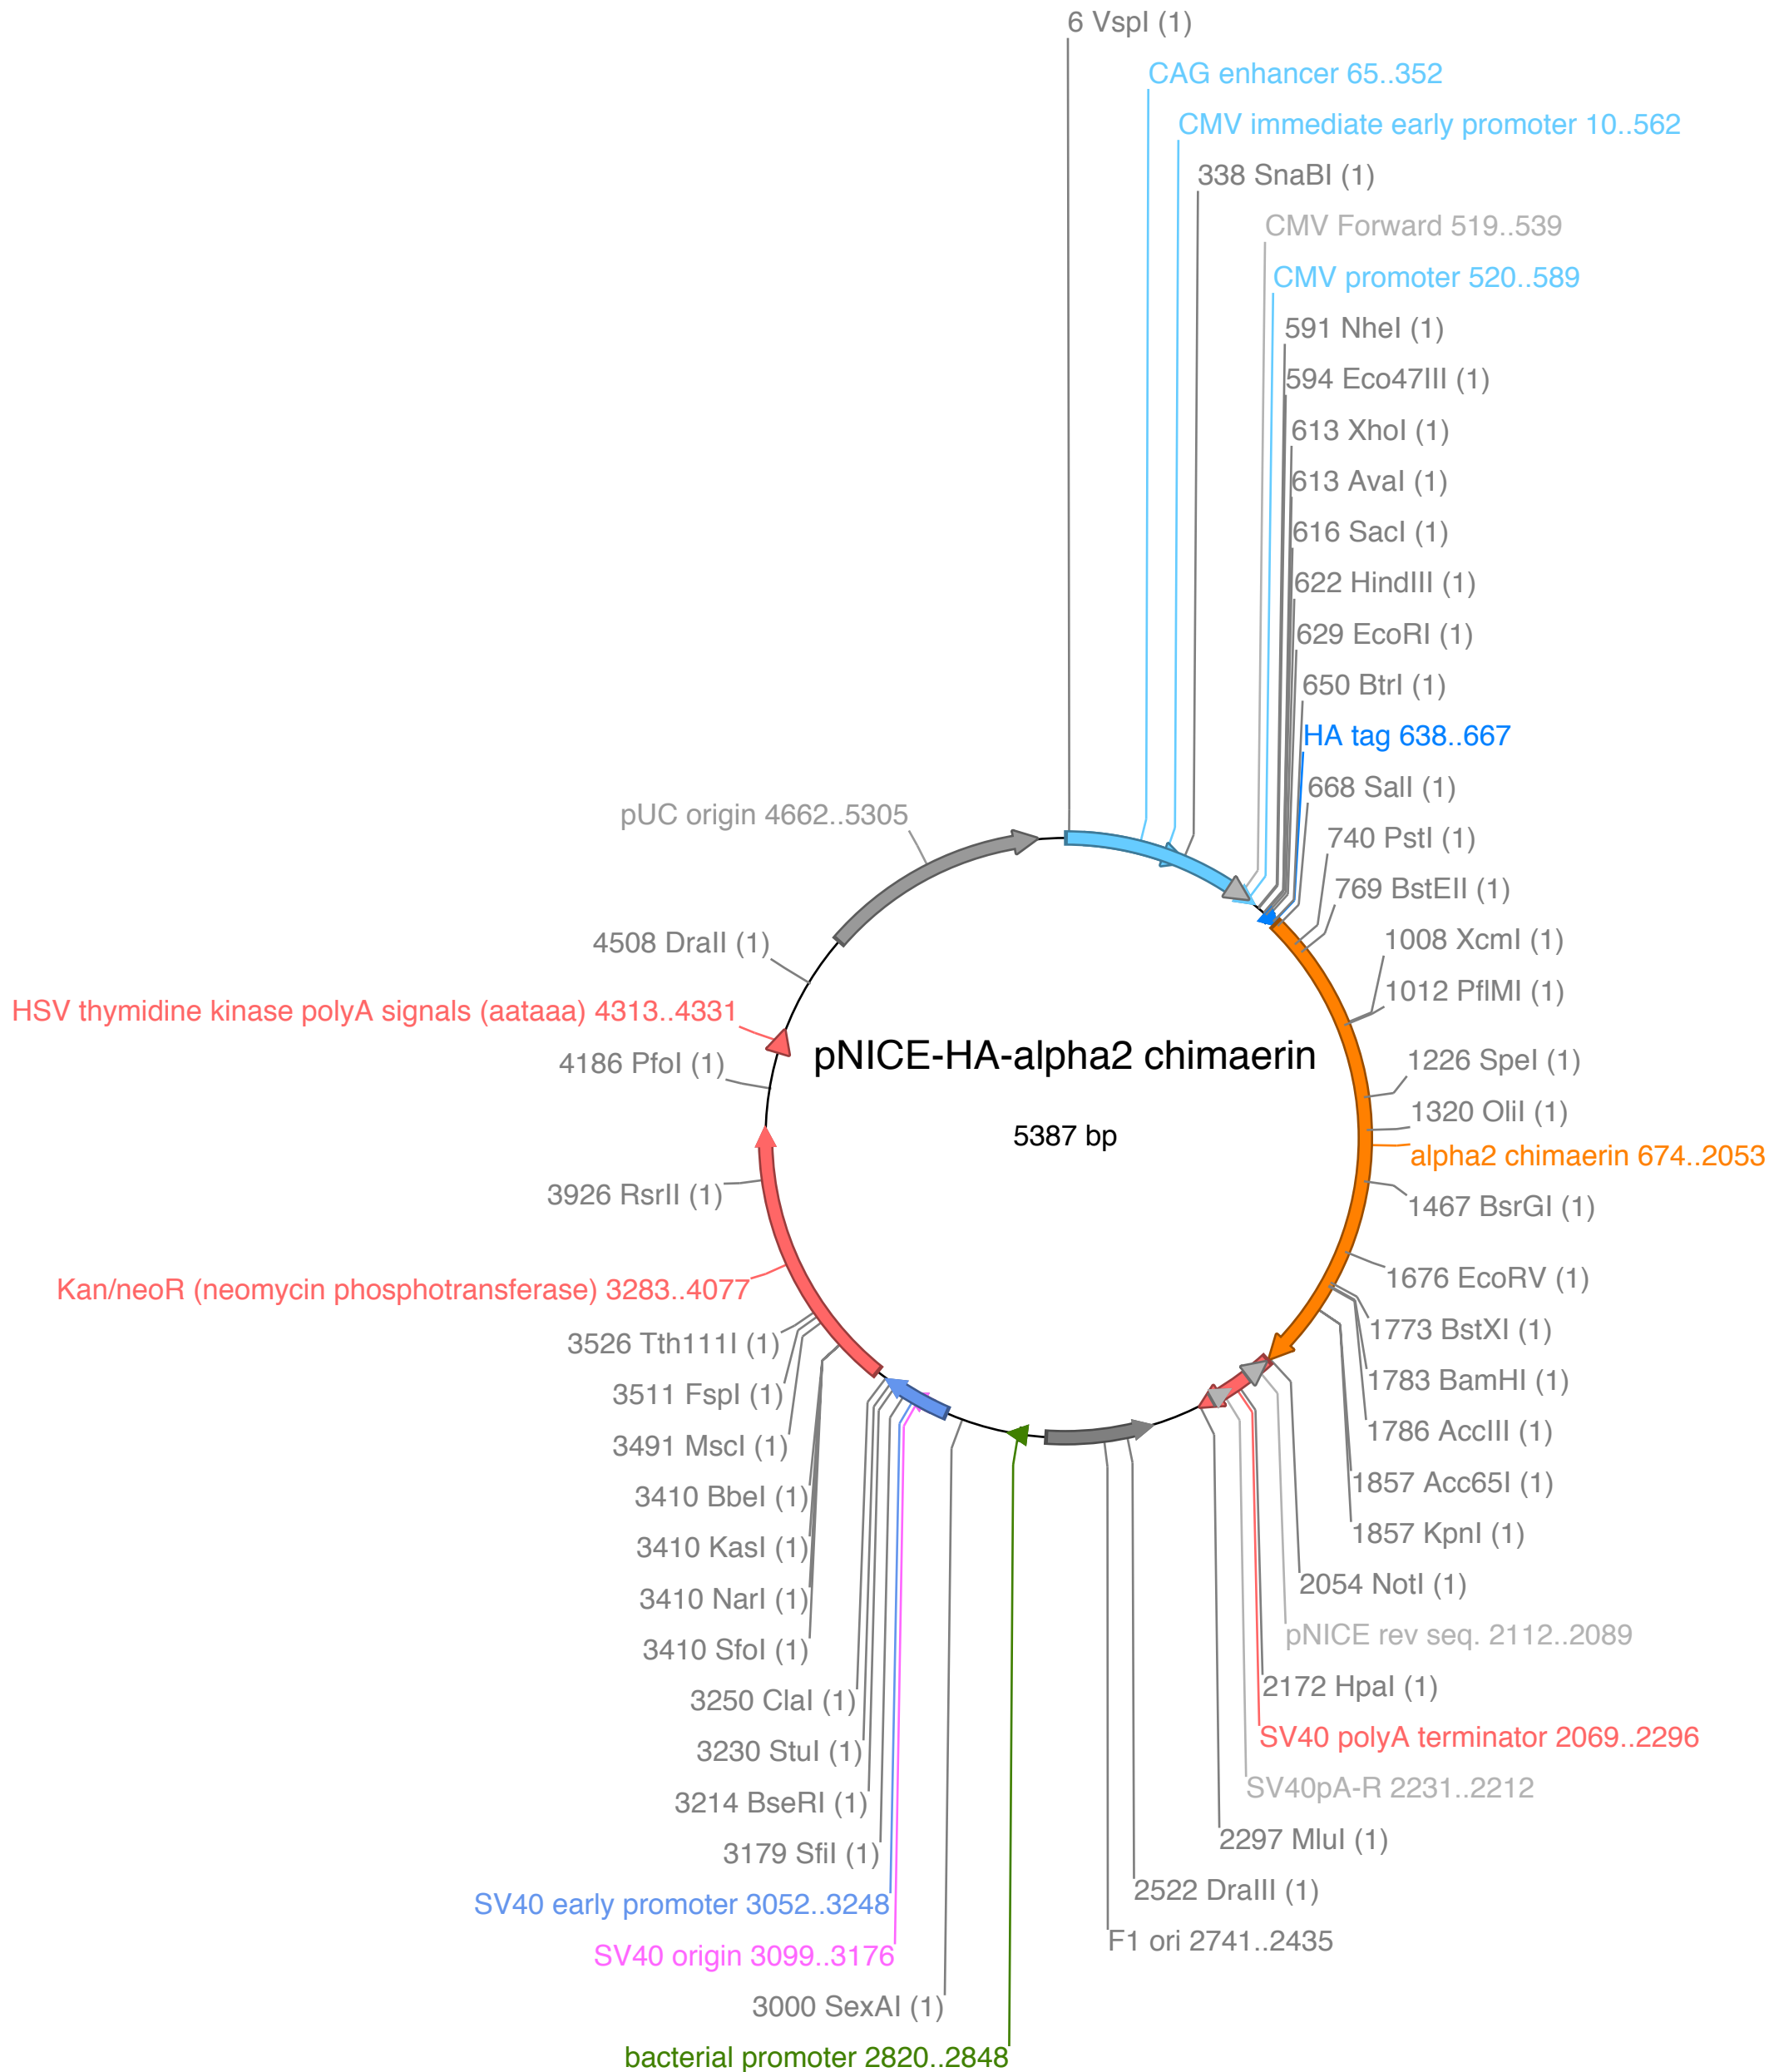 6 VspI (1)
CAG enhancer 65..352
CMV immediate early promoter 10..562
338 SnaBI (1)
CMV Forward 519..539
CMV promoter 520..589
591 NheI (1)
594 Eco47III (1)
613 XhoI (1)
613 AvaI (1)
616 SacI (1)
622 HindIII (1)
629 EcoRI (1)
650 BtrI (1)
HA tag 638..667
668 SalI (1)
740 PstI (1)
769 BstEII (1)
1008 XcmI (1)
1012 PflMI (1)
1226 SpeI (1)
1320 OliI (1)
alpha2 chimaerin 674..2053
1467 BsrGI (1)
1676 EcoRV (1)
1773 BstXI (1)
1783 BamHI (1)
1786 AccIII (1)
1857 Acc65I (1)
1857 KpnI (1)
2054 NotI (1)
pNICE rev seq. 2112..2089
2172 HpaI (1)
SV40 polyA terminator 2069..2296
SV40pA-R 2231..2212
2297 MluI (1)
2522 DraIII (1)
F1 ori 2741..2435
pUC origin 4662..5305
4508 DraII (1)
HSV thymidine kinase polyA signals (aataaa) 4313..4331
4186 PfoI (1)
pNICE-HA-alpha2 chimaerin
5387 bp
3926 RsrII (1)
Kan/neoR (neomycin phosphotransferase) 3283..4077
3526 Tth111I (1)
3511 FspI (1)
3491 MscI (1)
3410 BbeI (1)
3410 KasI (1)
3410 NarI (1)
3410 SfoI (1)
3250 ClaI (1)
3230 StuI (1)
3214 BseRI (1)
3179 SfiI (1)
SV40 early promoter 3052..3248
SV40 origin 3099..3176
3000 SexAI (1)
bacterial promoter 2820..2848